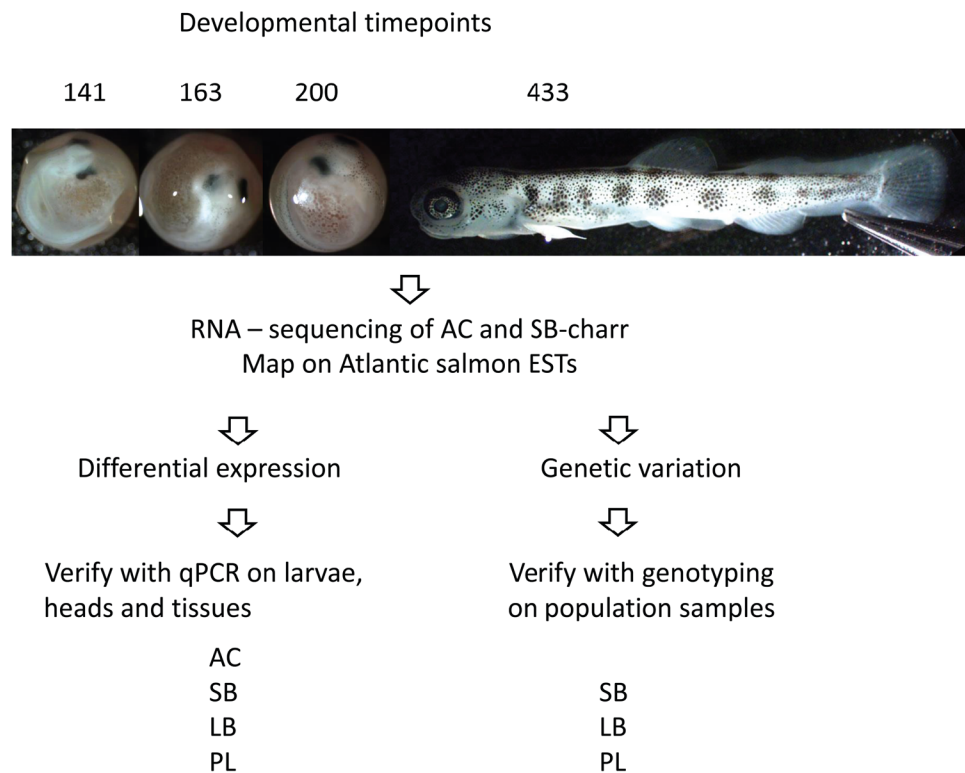 Developmental timepoints
141 163 200 433
RNA – sequencing of AC and SB-charr
Map on Atlantic salmon ESTs
Differential expression
Genetic variation
Verify with qPCR on larvae,
heads and tissues
Verify with genotyping
on population samples
AC
SB
LB
PL
SB
LB
PL